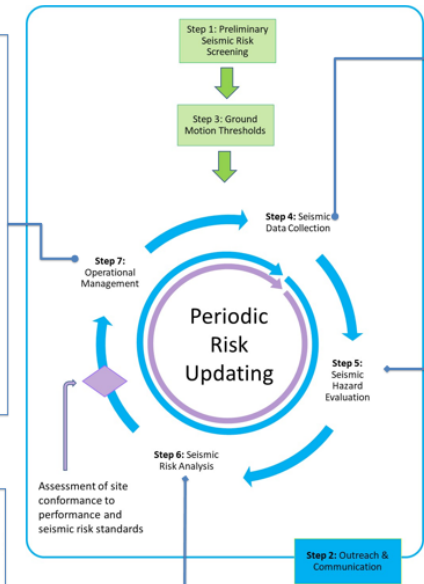 Step 1: Preliminary
Seismic Risk
Screening
Step 3: Ground
Motion Thresholds
Step 4: Seismic
Data Collection
Step 7:
Operational
Management
Periodic
Risk
Updating
Step 5:
Seismic
Hazard
Evaluation
Step 6: Seismic
Risk Analysis
Assessment of site
conformance to
performance and
seismic risk standards
Step 2: Outreach &
Communication